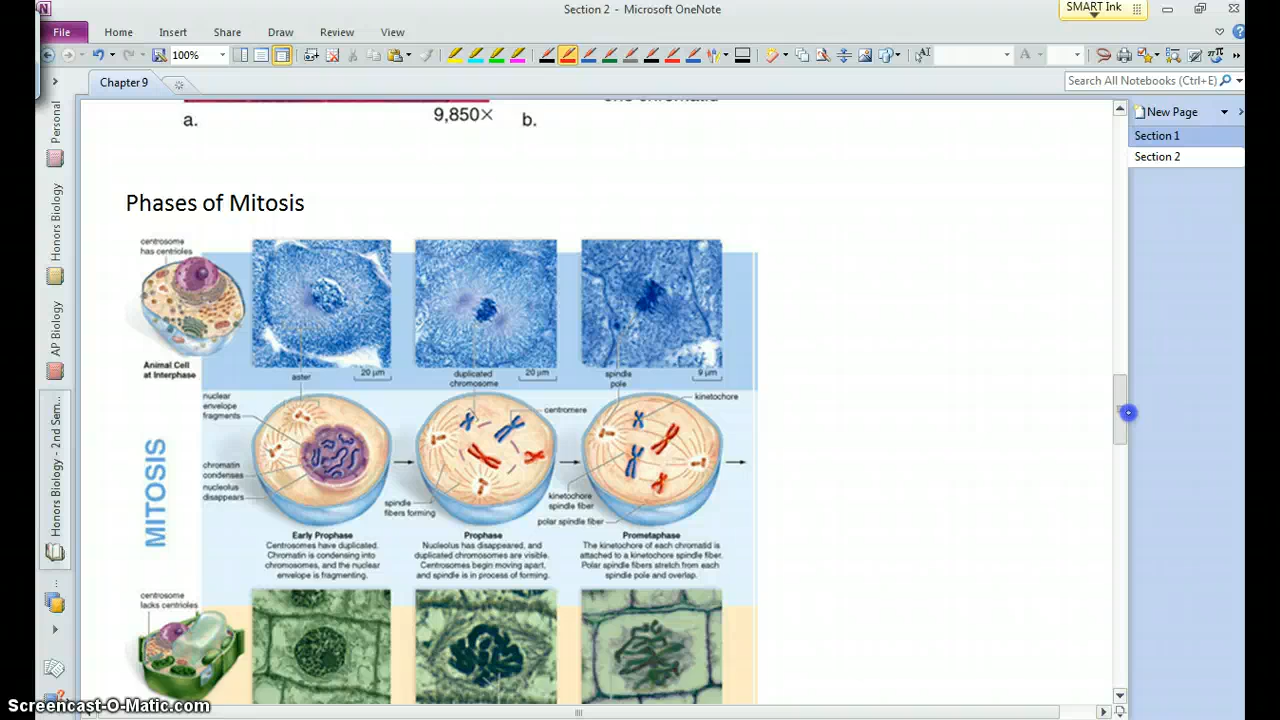 Section 2 - Microsoft OneNote
SMART Ink
File Home Insert Share Draw Review View
100%
Chapter 9
Search All Notebooks (Ctrl+E)
New Page
Section 1
Section 2
Personal
Honors Biology
AP Biology
Honors Biology - 2nd Sem...
one chromatid
a.
9,850×
b.
Phases of Mitosis
centrosome
has centrioles
Animal Cell
at Interphase
aster
20 µm
duplicated
chromosome
20 µm
spindle
pole
9 µm
nuclear
envelope
fragments
chromatin
condenses
nucleolus
disappears
spindle
fibers forming
centromere
kinetochore
kinetochore
spindle fiber
polar spindle fiber
MITOSIS
Early Prophase
Centrosomes have duplicated.
Chromatin is condensing into
chromosomes, and the nuclear
envelope is fragmenting.
Prophase
Nucleolus has disappeared, and
duplicated chromosomes are visible.
Centrosomes begin moving apart,
and spindle is in process of forming.
Prometaphase
The kinetochore of each chromatid is
attached to a kinetochore spindle fiber.
Polar spindle fibers stretch from each
spindle pole and overlap.
centrosome
lacks centrioles
Screencast-O-Matic.com